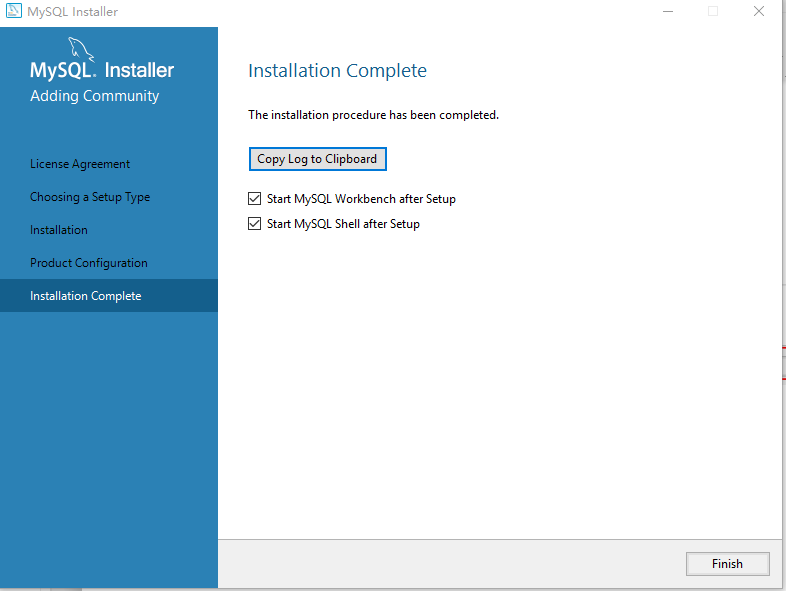 MySQL Installer
MySQL. Installer
Adding Community
License Agreement
Choosing a Setup Type
Installation
Product Configuration
Installation Complete
Installation Complete
The installation procedure has been completed.
Copy Log to Clipboard
Start MySQL Workbench after Setup
Start MySQL Shell after Setup
Finish